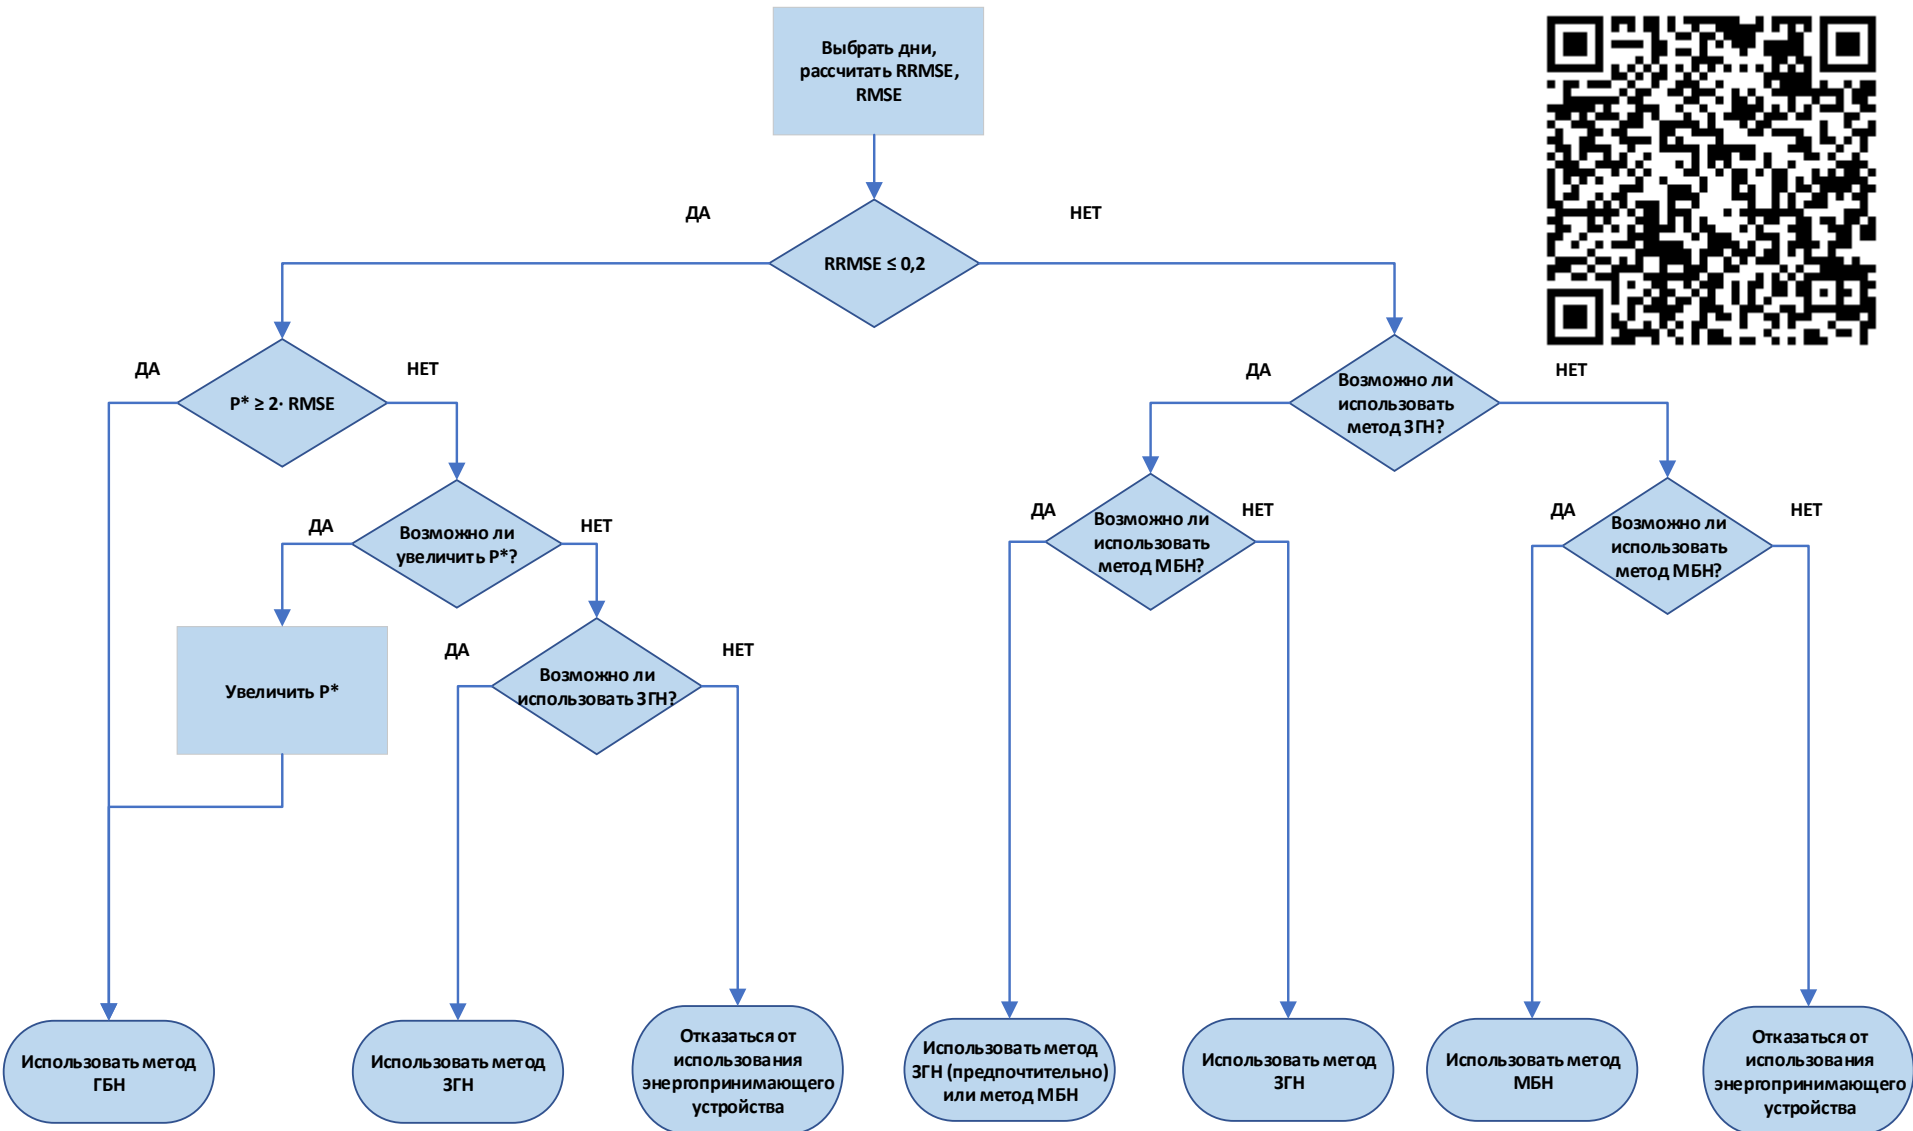 Выбрать дни,
рассчитать RRMSE,
RMSE
ДА
НЕТ
RRMSE ≤ 0,2
ДА
НЕТ
P* ≥ 2· RMSE
ДА
НЕТ
Возможно ли
использовать
метод ЗГН?
ДА
НЕТ
Возможно ли
увеличить P*?
ДА
НЕТ
Возможно ли
использовать
метод МБН?
ДА
НЕТ
Возможно ли
использовать
метод МБН?
Увеличить P*
ДА
НЕТ
Возможно ли
использовать ЗГН?
Использовать метод
ГБН
Использовать метод
ЗГН
Отказаться от
использования
энергопринимающего
устройства
Использовать метод
ЗГН (предпочтительно)
или метод МБН
Использовать метод
ЗГН
Использовать метод
МБН
Отказаться от
использования
энергопринимающего
устройства